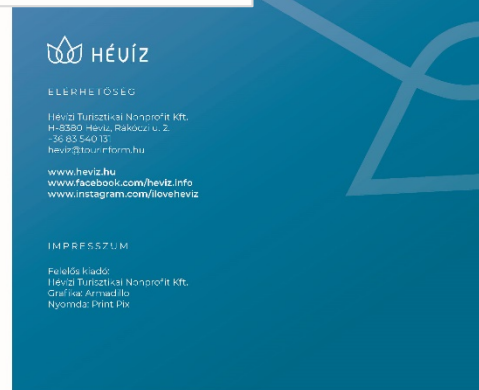 HÉVÍZ
ELÉRHETŐSÉG
Hévízi Turisztikai Nonprofit Kft.
H-8380 Hévíz, Rákóczi u. 2.
+36 83 540 131
heviz@tourinform.hu
www.heviz.hu
www.facebook.com/heviz.info
www.instagram.com/iloveheviz
IMPRESSZUM
Felelős kiadó:
Hévízi Turisztikai Nonprofit Kft.
Grafika: Armadillo
Nyomda: Print Pix